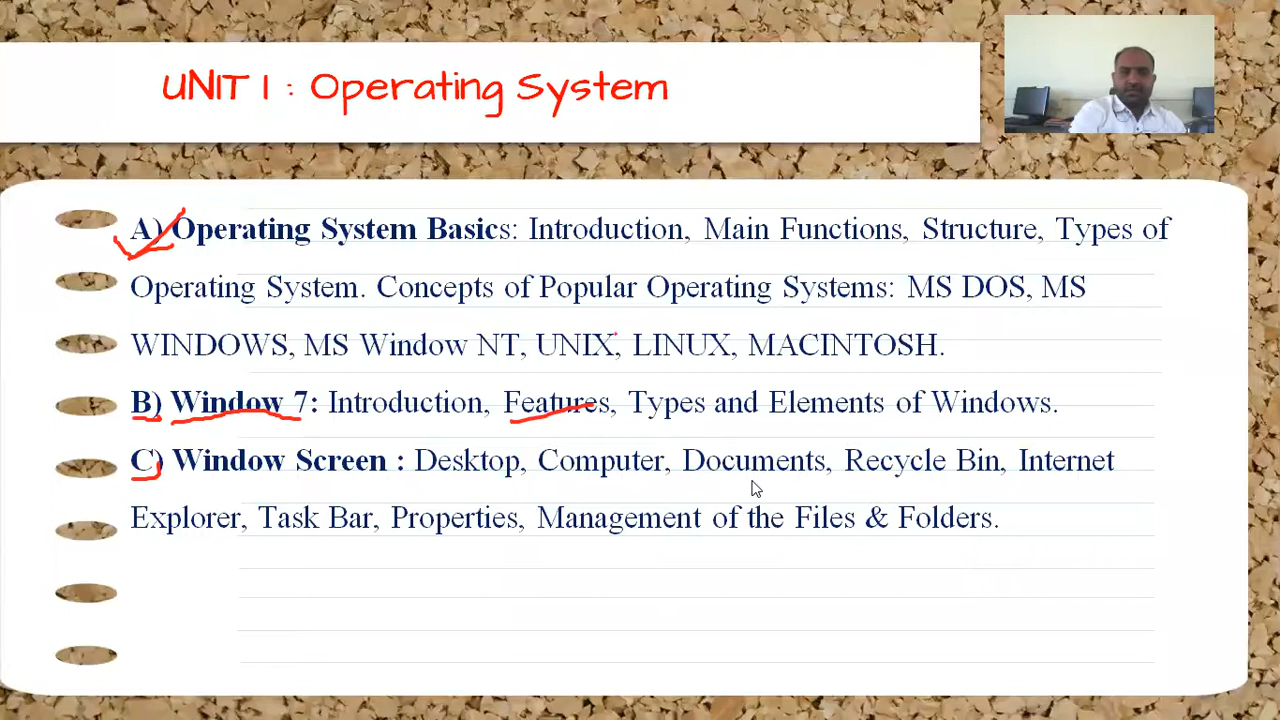 UNIT 1 : Operating System
A) Operating System Basics: Introduction, Main Functions, Structure, Types of
Operating System. Concepts of Popular Operating Systems: MS DOS, MS
WINDOWS, MS Window NT, UNIX, LINUX, MACINTOSH.
B) Window 7: Introduction, Features, Types and Elements of Windows.
C) Window Screen : Desktop, Computer, Documents, Recycle Bin, Internet
Explorer, Task Bar, Properties, Management of the Files & Folders.